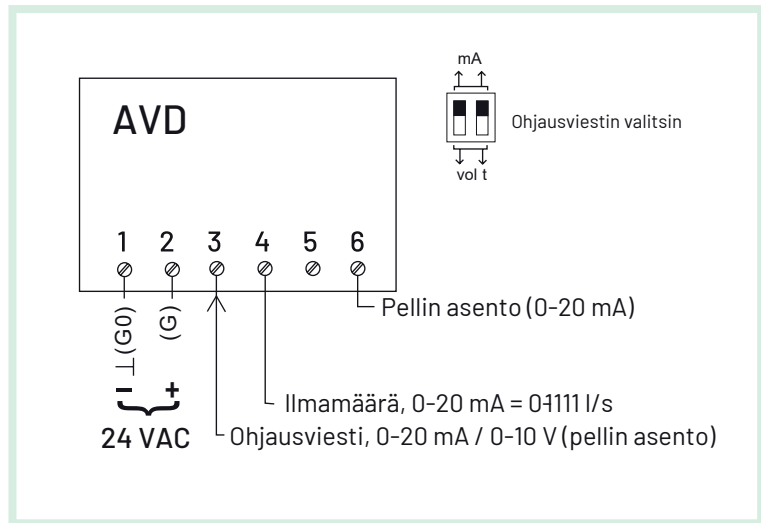 mA
AVD
Ohjausviestin valitsin
vol t
1 2 3 4 5 6
⊥(G0)
(G)
Pellin asento (0-20 mA)
− +
Ilmamäärä, 0-20 mA = 0-1111 l/s
24 VAC
Ohjausviesti, 0-20 mA / 0-10 V (pellin asento)